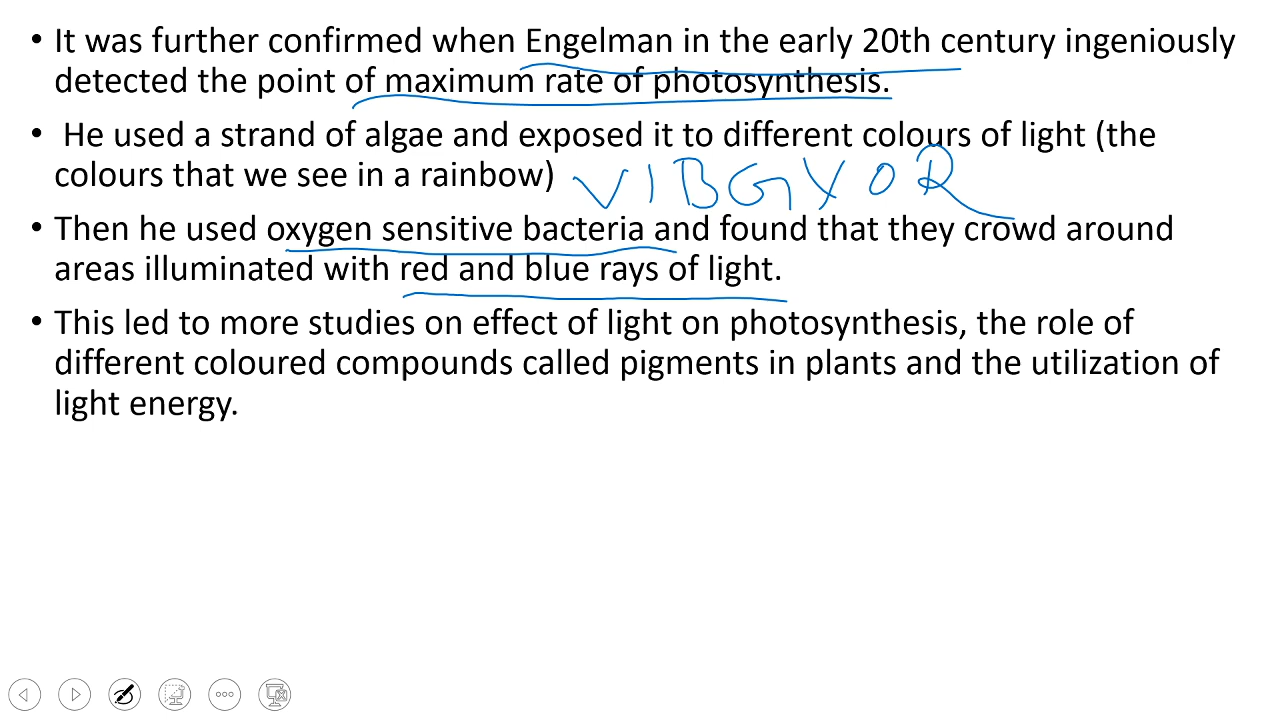 • It was further confirmed when Engelman in the early 20th century ingeniously
detected the point of maximum rate of photosynthesis.
• He used a strand of algae and exposed it to different colours of light (the
colours that we see in a rainbow) VIBGYOR
• Then he used oxygen sensitive bacteria and found that they crowd around
areas illuminated with red and blue rays of light.
• This led to more studies on effect of light on photosynthesis, the role of
different coloured compounds called pigments in plants and the utilization of
light energy.